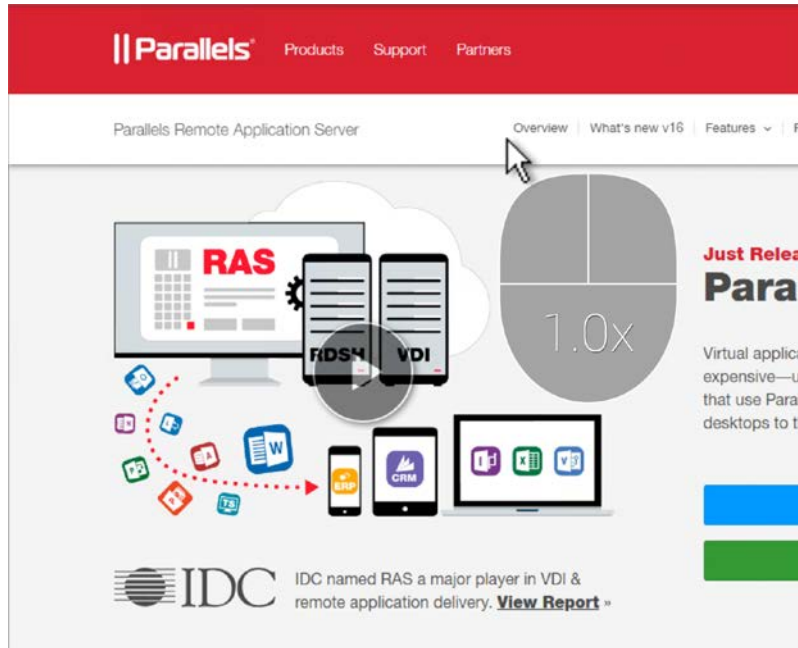 Parallels®
Products Support Partners
Parallels Remote Application Server
Overview What's new v16 Features
RAS
RDSH VDI
1.0x
Just Relea
Para
Virtual applica
expensive—u
that use Para
desktops to t
W
TS
ERP
CRM
IDC
IDC named RAS a major player in VDI &
remote application delivery. View Report »